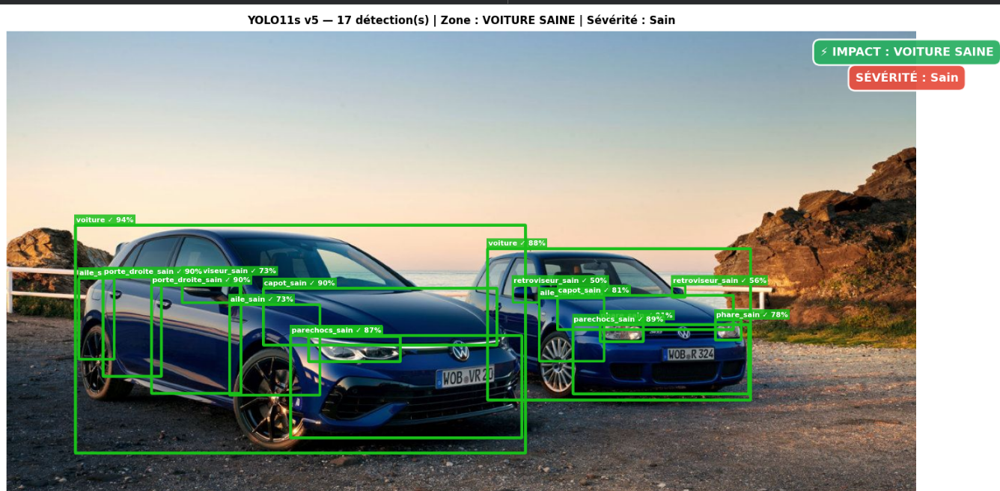 YOLO11s v5 — 17 détection(s) | Zone : VOITURE SAINE | Sévérité : Sain
⚡ IMPACT : VOITURE SAINE
SÉVÉRITÉ : Sain
voiture ✓ 94%
voiture ✓ 88%
aile_s
porte_droite_sain ✓ 90%
viseur_sain ✓ 73%
porte_droite_sain ✓ 90%
capot_sain ✓ 90%
retroviseur_sain ✓ 50%
retroviseur_sain ✓ 56%
aile_
capot_sain ✓ 81%
aile_sain ✓ 73%
phare_sain ✓ 78%
parechocs_sain ✓ 89%
parechocs_sain ✓ 87%
WOB VR 20
WOB R 324